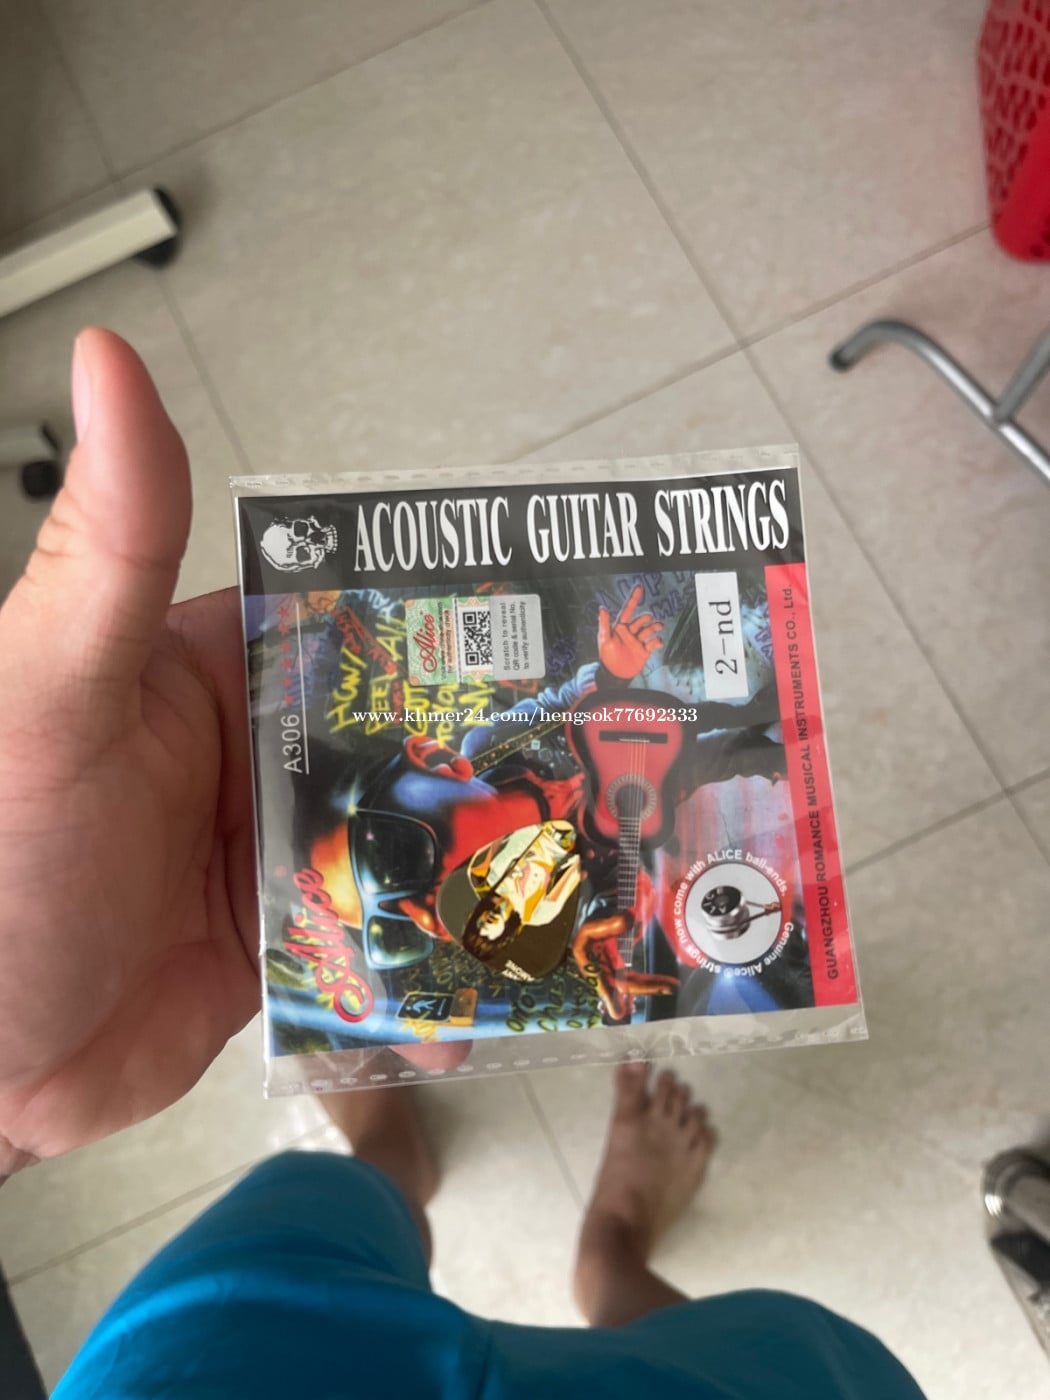 ACOUSTIC GUITAR STRINGS
A306
Alice
Alice
Scratch to reveal
QR code & serial No.
to verify authenticity
2-nd
www.khmer24.com/hengsok77692333
Genuine Alice® strings now come with ALICE ball-ends.
GUANGZHOU ROMANCE MUSICAL INSTRUMENTS CO., Ltd.